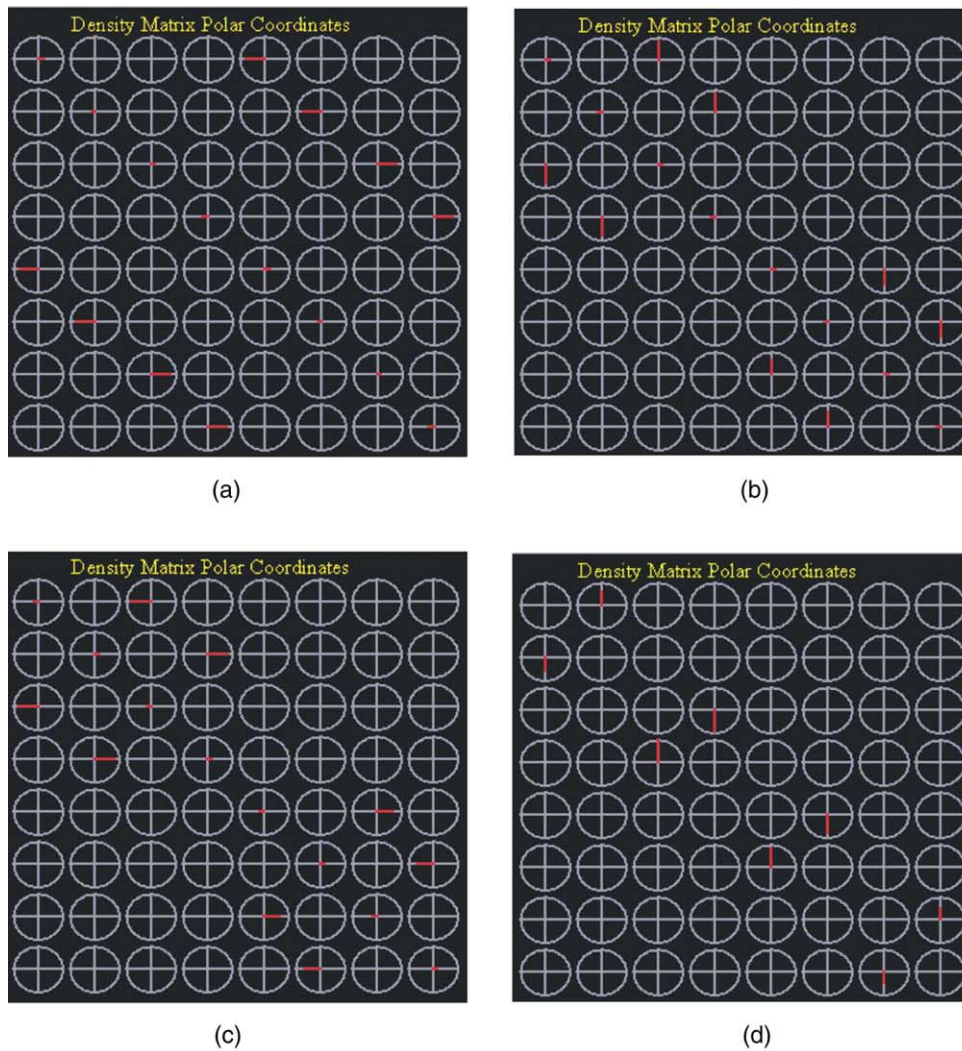 Density Matrix Polar Coordinates
Density Matrix Polar Coordinates
(a)
(b)
Density Matrix Polar Coordinates
Density Matrix Polar Coordinates
(c)
(d)